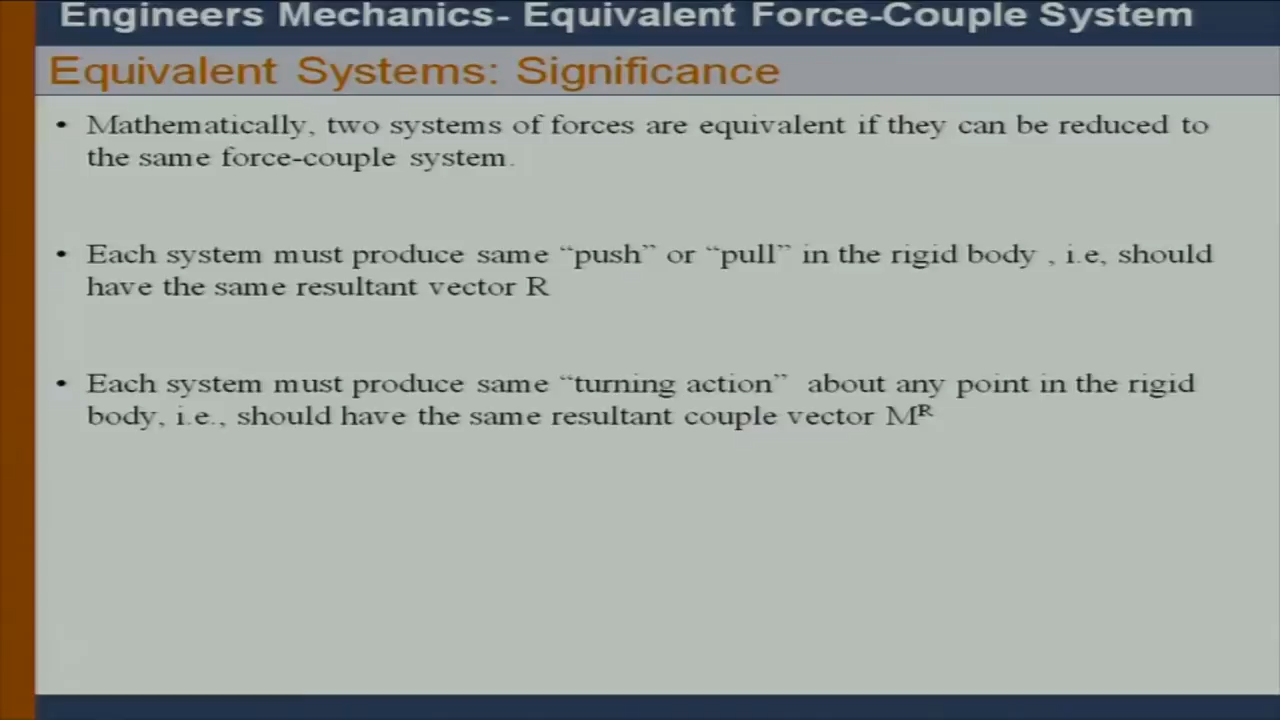 Engineers Mechanics- Equivalent Force-Couple System
Equivalent Systems: Significance
• Mathematically, two systems of forces are equivalent if they can be reduced to
the same force-couple system.
• Each system must produce same “push” or “pull” in the rigid body , i.e, should
have the same resultant vector R
• Each system must produce same “turning action” about any point in the rigid
body, i.e., should have the same resultant couple vector Mᴿ